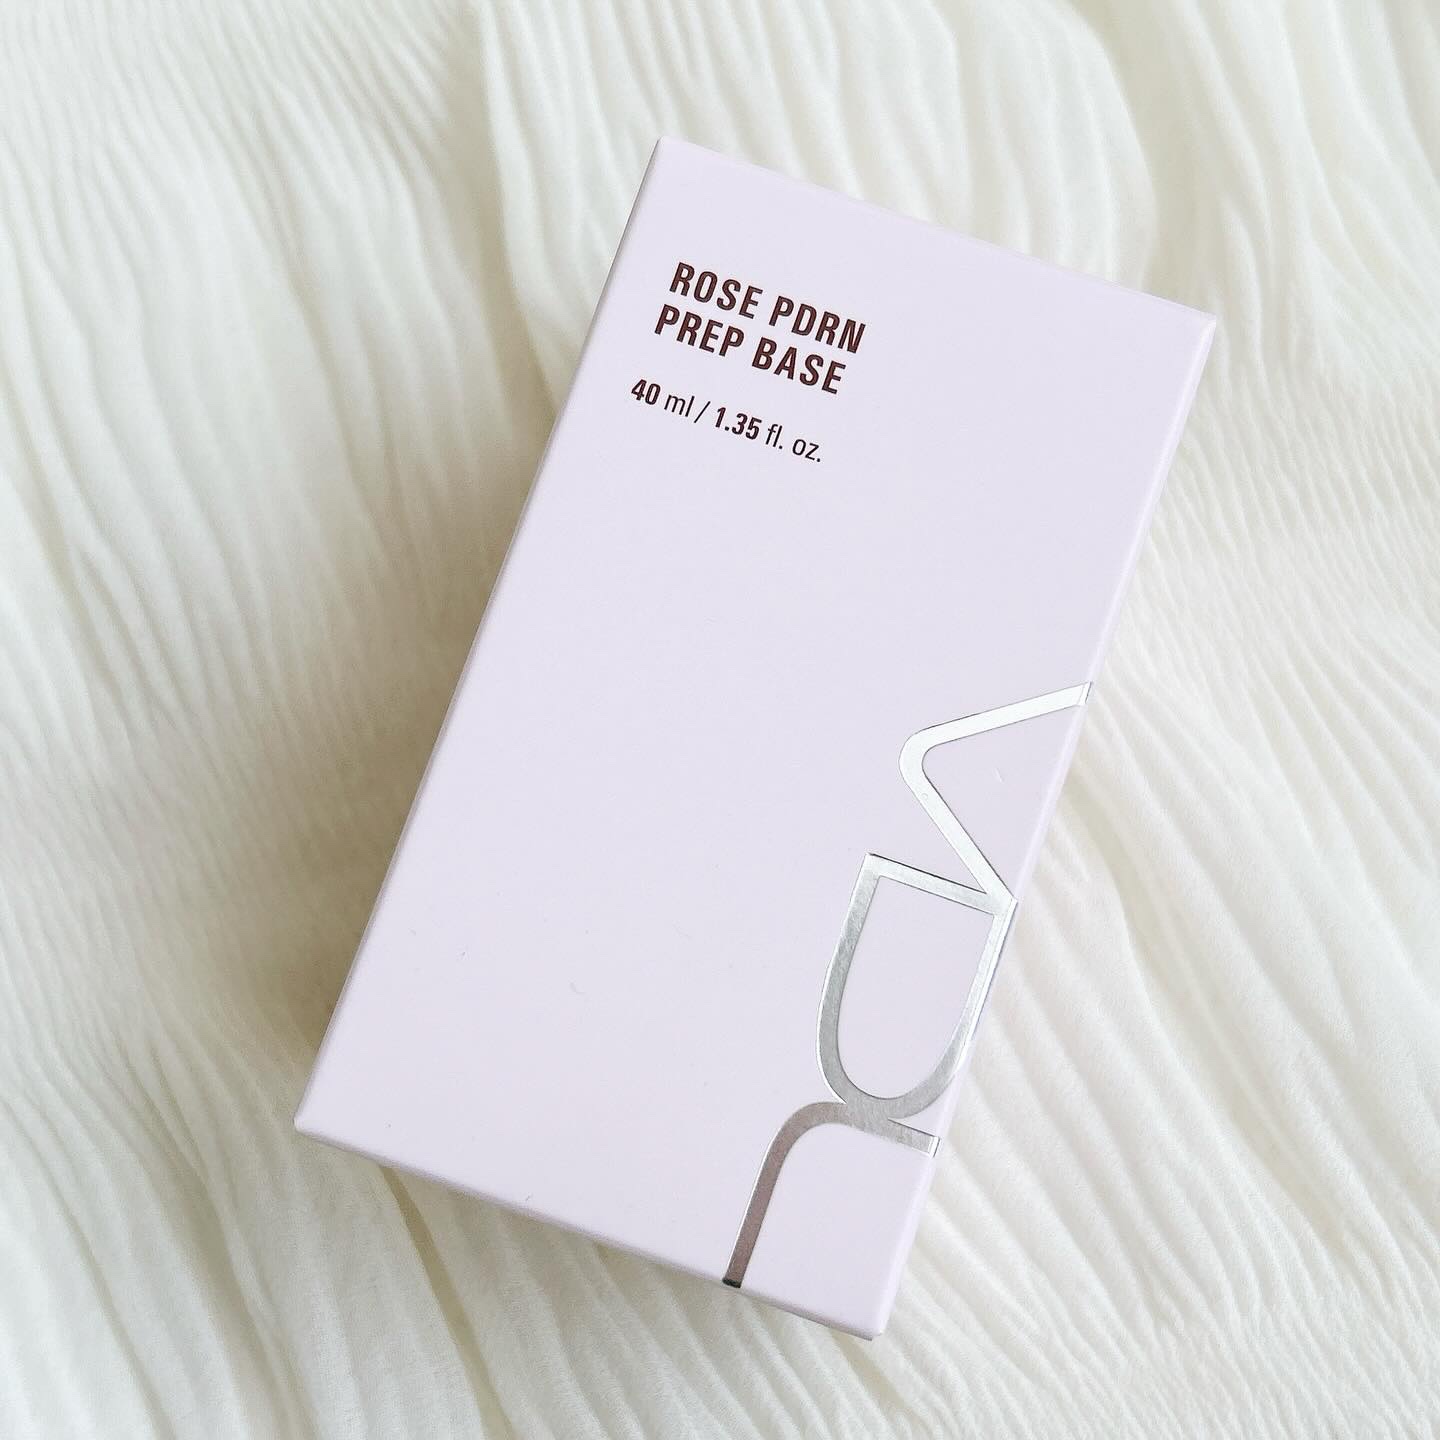 ROSE PDRN
PREP BASE
40 ml / 1.35 fl. oz.